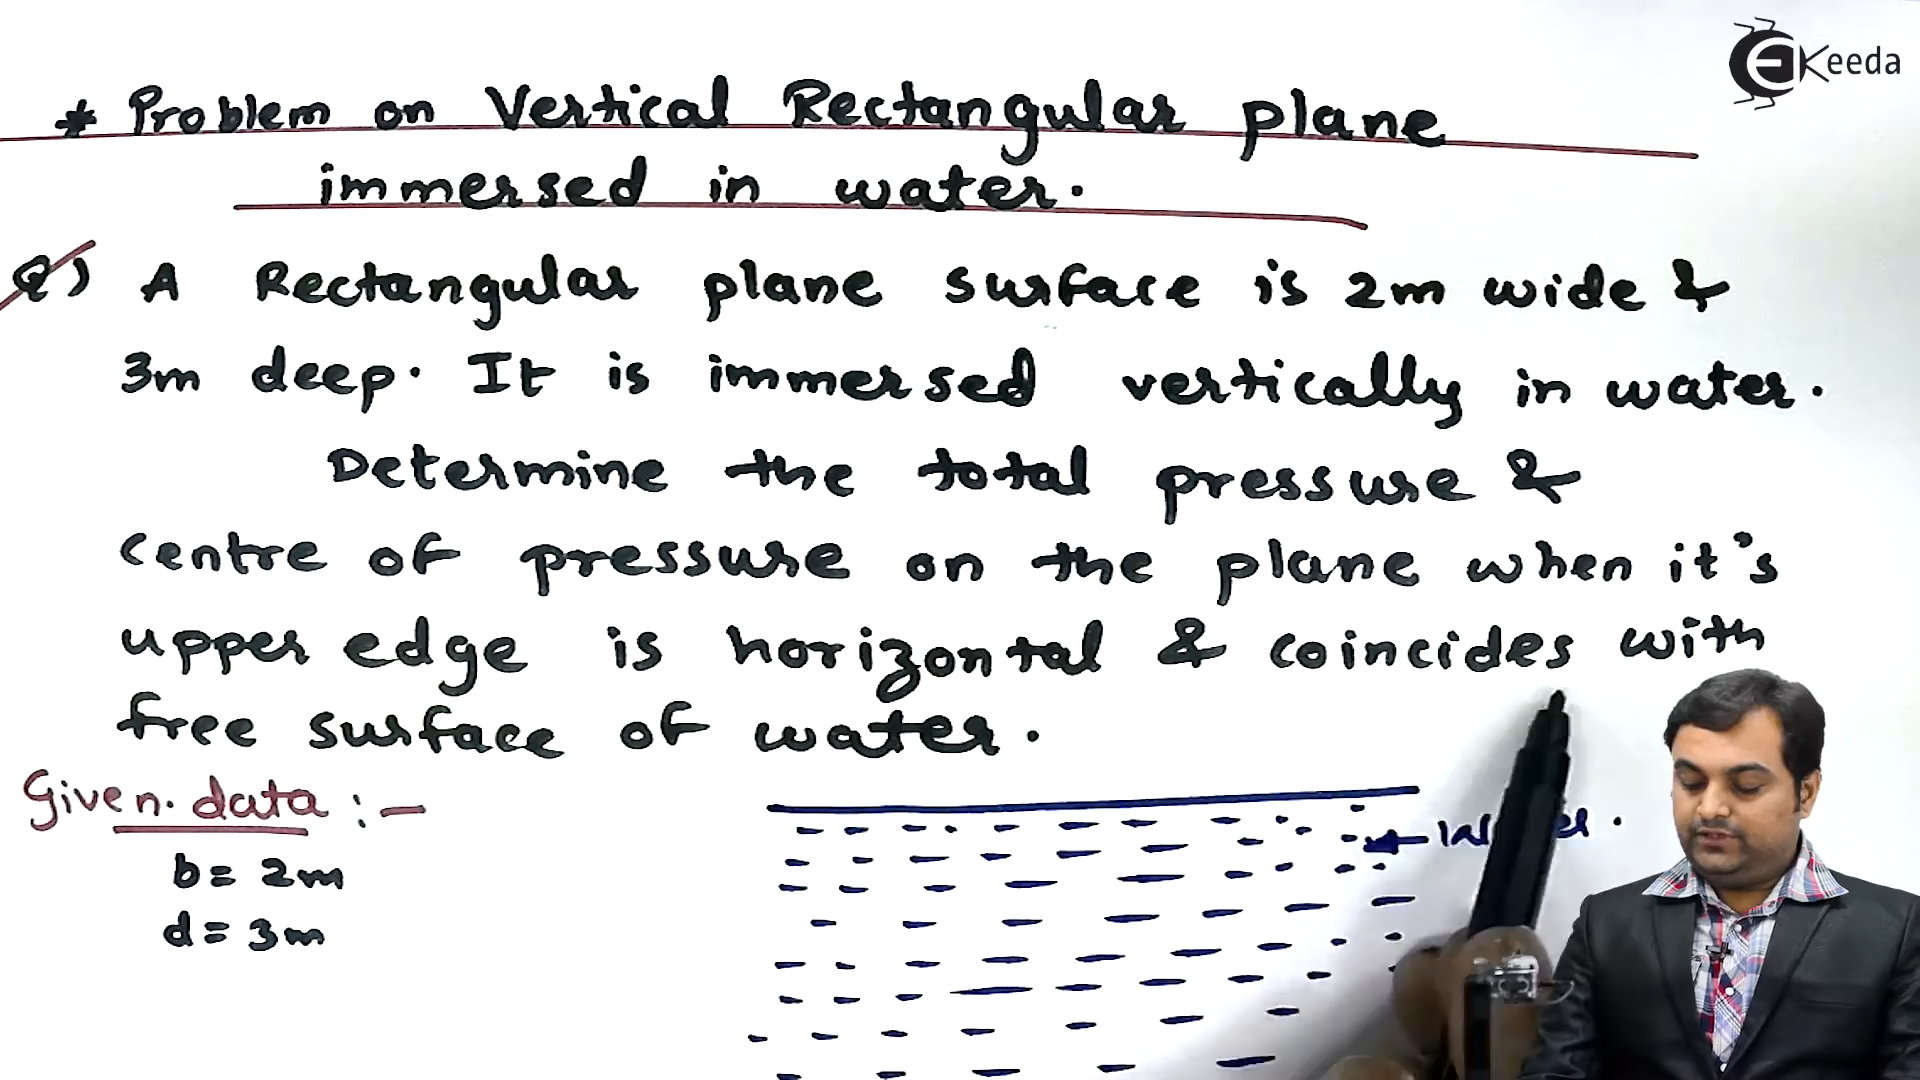 EKeeda
* Problem on Vertical Rectangular plane
immersed in water.
Q) A Rectangular plane surface is 2m wide &
3m deep. It is immersed vertically in water.
Determine the total pressure &
centre of pressure on the plane when it's
upper edge is horizontal & coincides with
free surface of water.
Given data :-
b = 2m
d = 3m